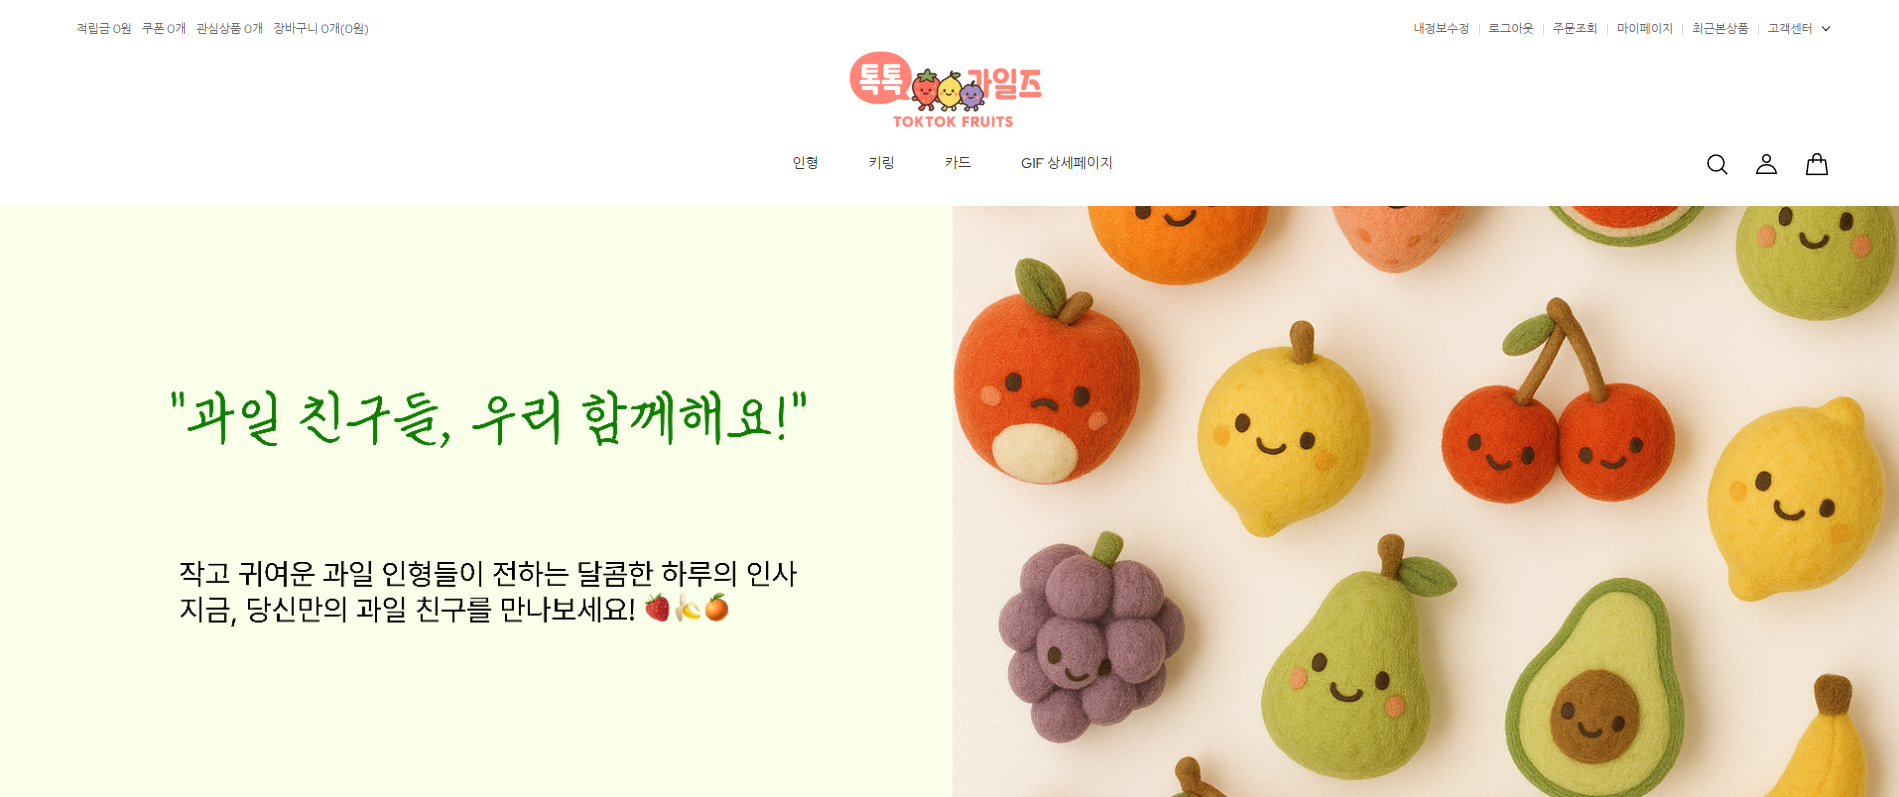 적립금 0원 쿠폰 0개 관심상품 0개 장바구니 0개(0원)
내정보수정 로그아웃 주문조회 마이페이지 최근본상품 고객센터
톡톡 과일즈
TOKTOK FRUITS
인형 키링 카드 GIF 상세페이지
"과일 친구들, 우리 함께해요!"
작고 귀여운 과일 인형들이 전하는 달콤한 하루의 인사
지금, 당신만의 과일 친구를 만나보세요! 🍓🍌🍊